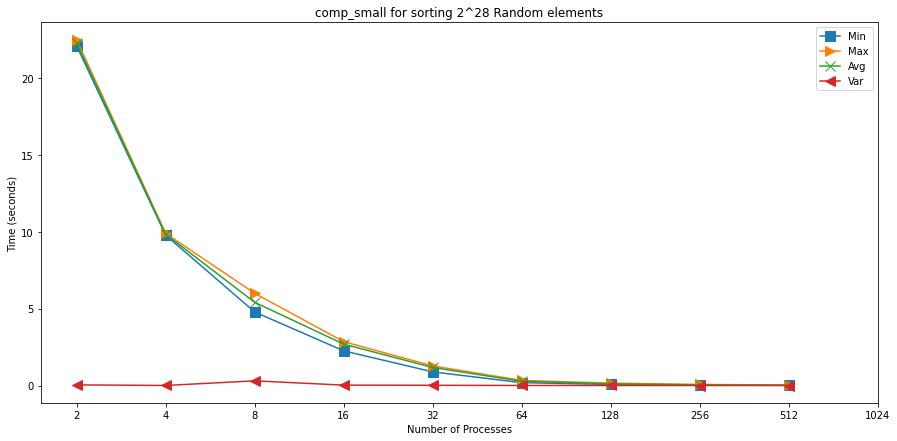 comp_small for sorting 2^28 Random elements
Min
Max
Avg
Var
Time (seconds)
20
15
10
5
0
2 4 8 16 32 64 128 256 512 1024
Number of Processes